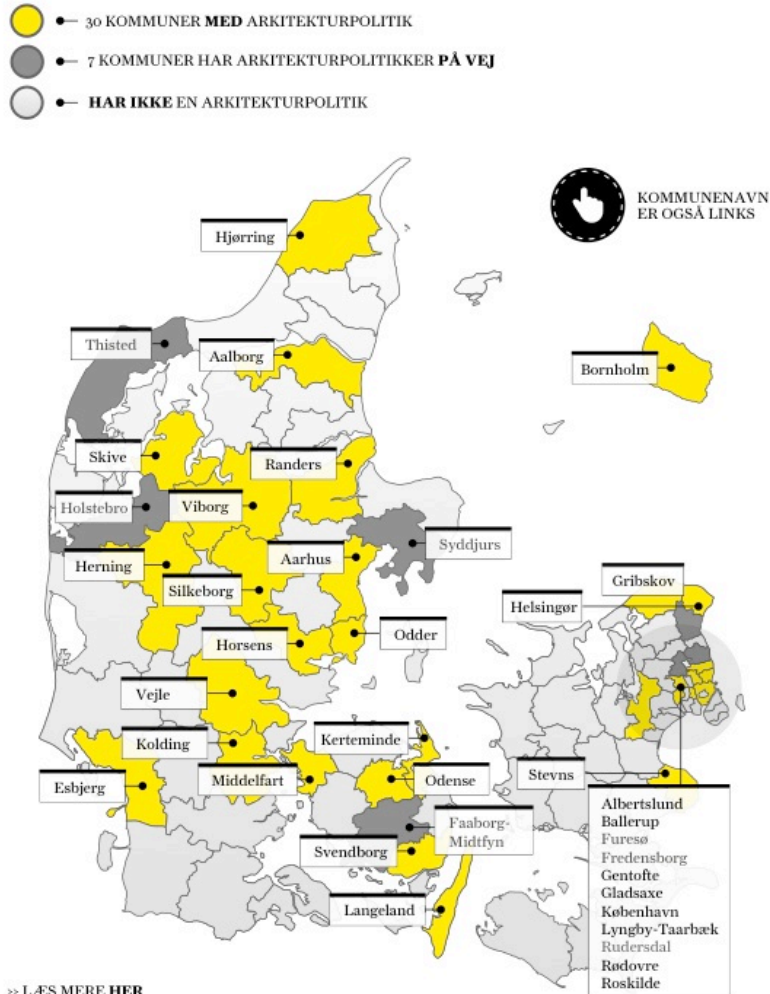 30 KOMMUNER MED ARKITEKTURPOLITIK
7 KOMMUNER HAR ARKITEKTURPOLITIKKER PÅ VEJ
HAR IKKE EN ARKITEKTURPOLITIK
KOMMUNENAVN
ER OGSÅ LINKS
Hjørring
Thisted
Aalborg
Bornholm
Skive
Randers
Holstebro
Viborg
Syddjurs
Herning
Aarhus
Silkeborg
Gribskov
Helsingør
Horsens
Odder
Vejle
Kolding
Kerteminde
Esbjerg
Middelfart
Odense
Stevns
Faaborg-
Midtfyn
Svendborg
Langeland
Albertslund
Ballerup
Furesø
Fredensborg
Gentofte
Gladsaxe
København
Lyngby-Taarbæk
Rudersdal
Rødovre
Roskilde
>> LÆS MERE HER